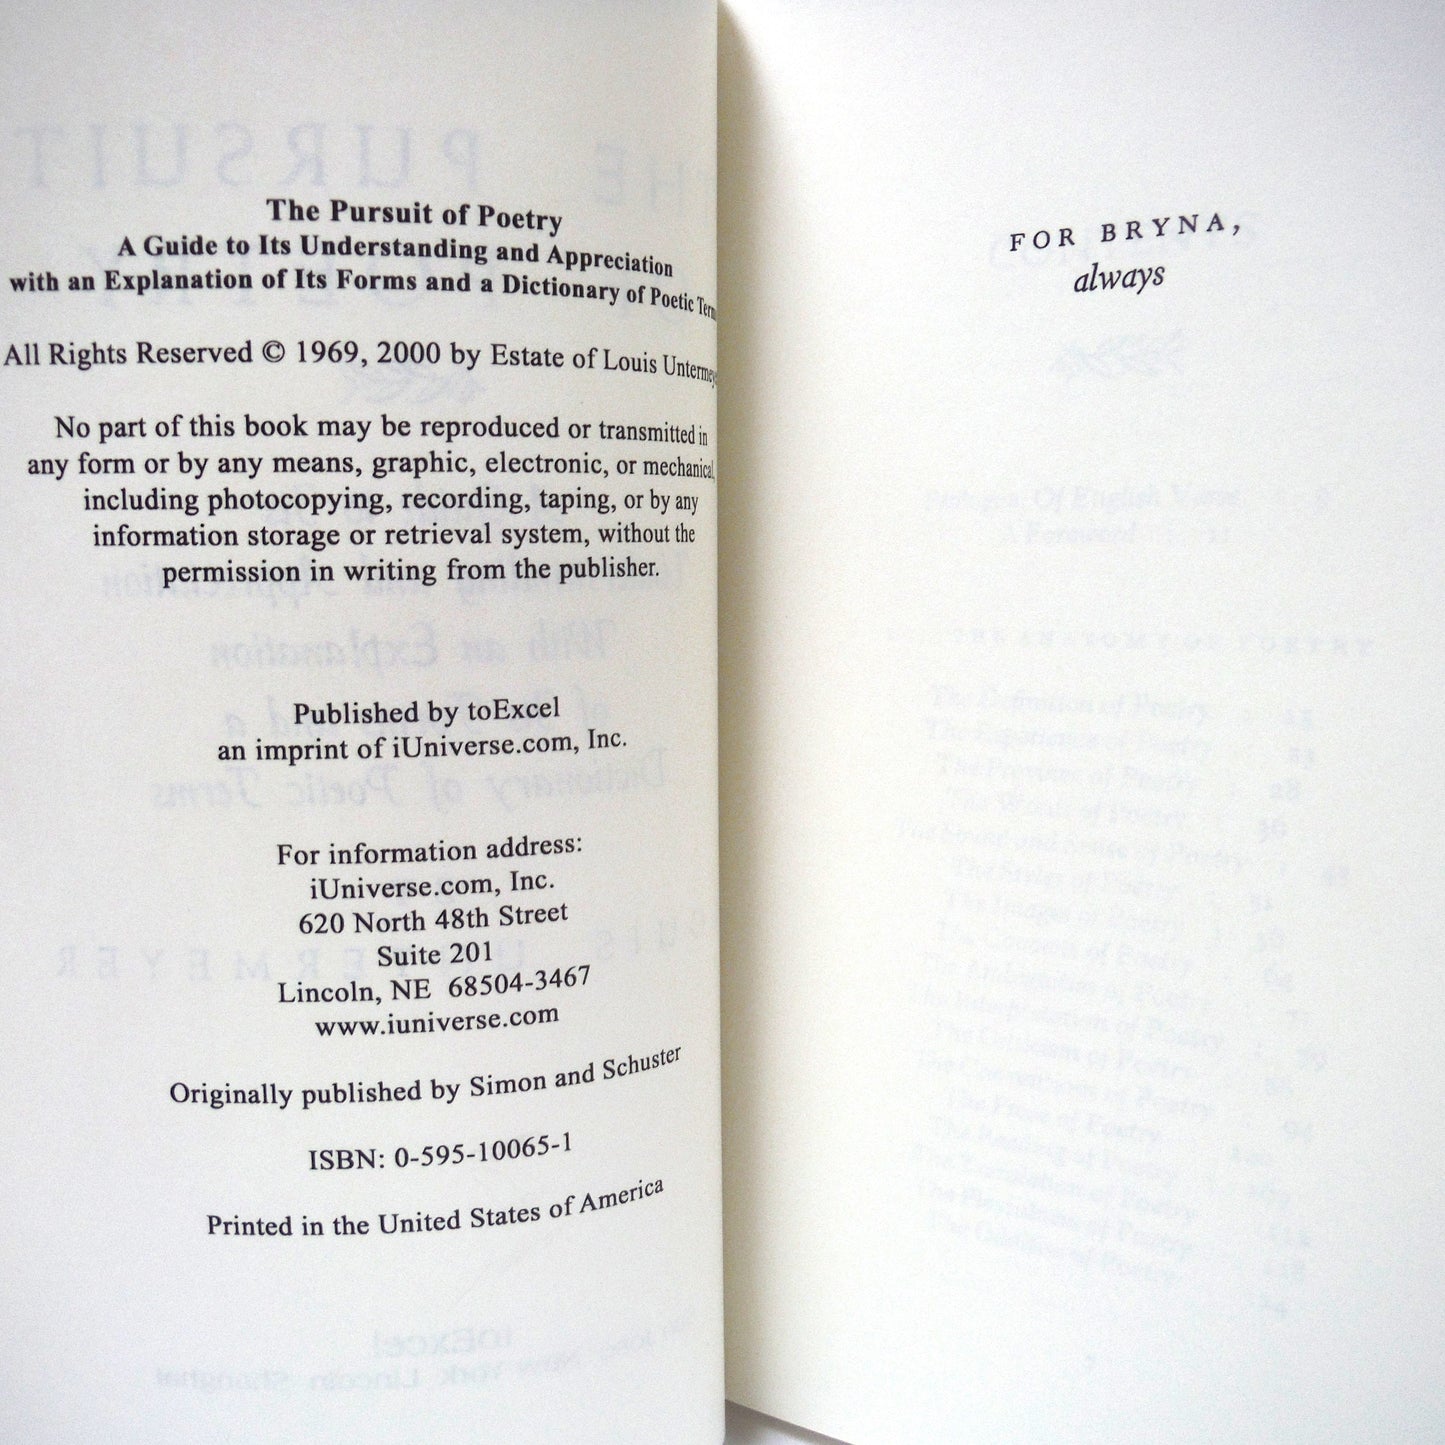 The Pursuit of Poetry
A Guide to Its Understanding and Appreciation
with an Explanation of Its Forms and a Dictionary of Poetic Term
All Rights Reserved © 1969, 2000 by Estate of Louis Untermeye
No part of this book may be reproduced or transmitted in
any form or by any means, graphic, electronic, or mechanical,
including photocopying, recording, taping, or by any
information storage or retrieval system, without the
permission in writing from the publisher.
Published by toExcel
an imprint of iUniverse.com, Inc.
For information address:
iUniverse.com, Inc.
620 North 48th Street
Suite 201
Lincoln, NE 68504-3467
www.iuniverse.com
Originally published by Simon and Schuster
ISBN: 0-595-10065-1
Printed in the United States of America
FOR BRYNA,
always